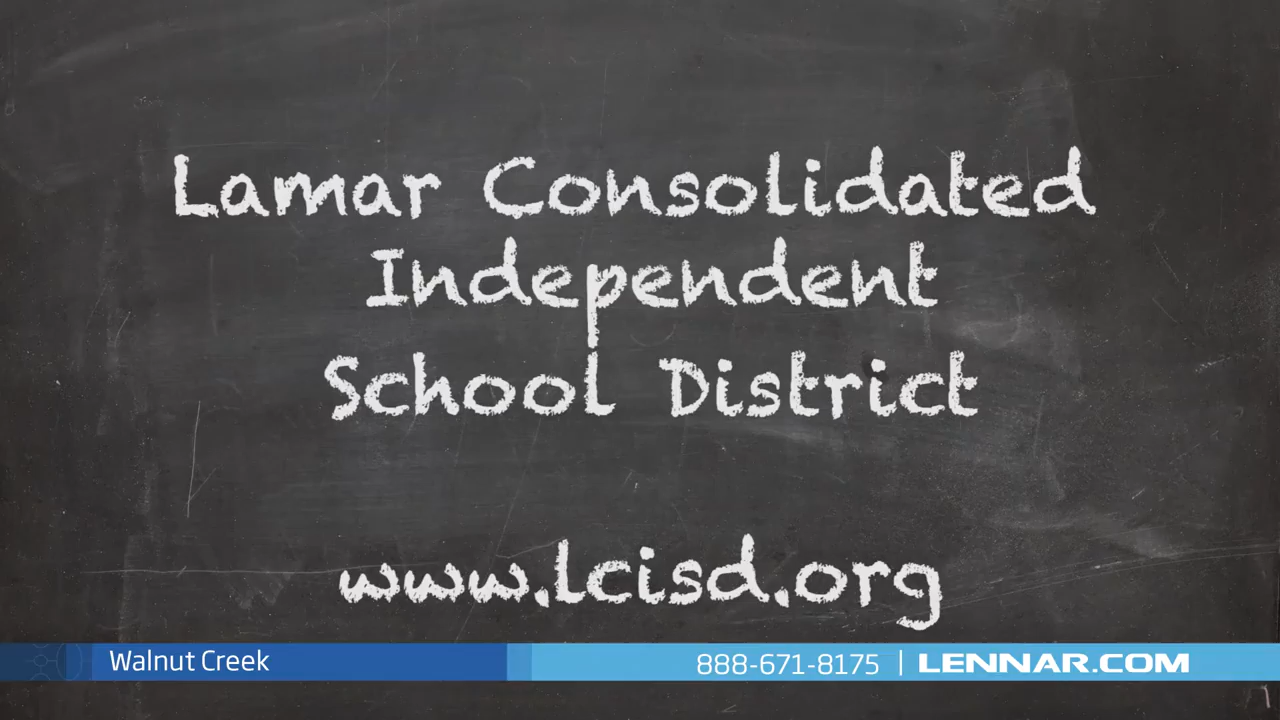 Lamar Consolidated
Independent
School District
www.lcisd.org
Walnut Creek
888-671-8175 | LENNAR.COM